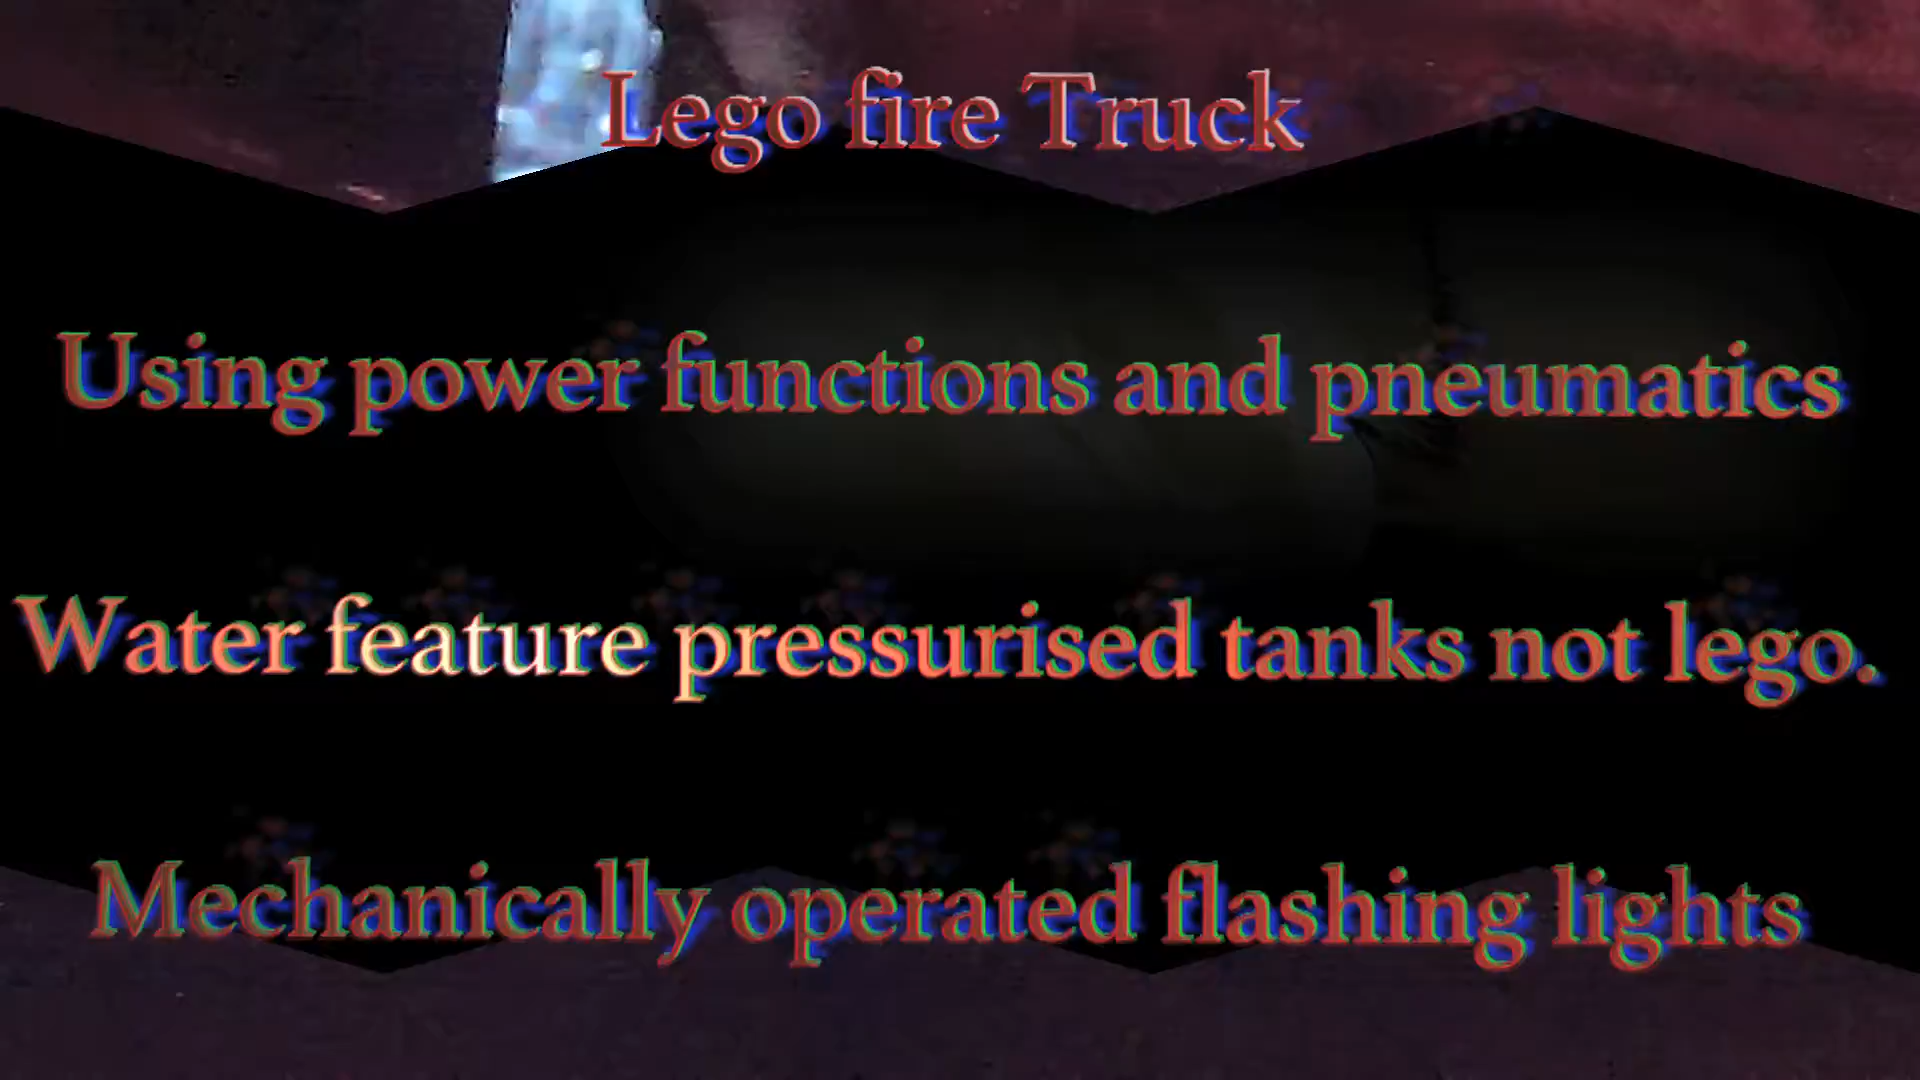 Lego fire Truck
Using power functions and pneumatics
Water feature pressurised tanks not lego.
Mechanically operated flashing lights